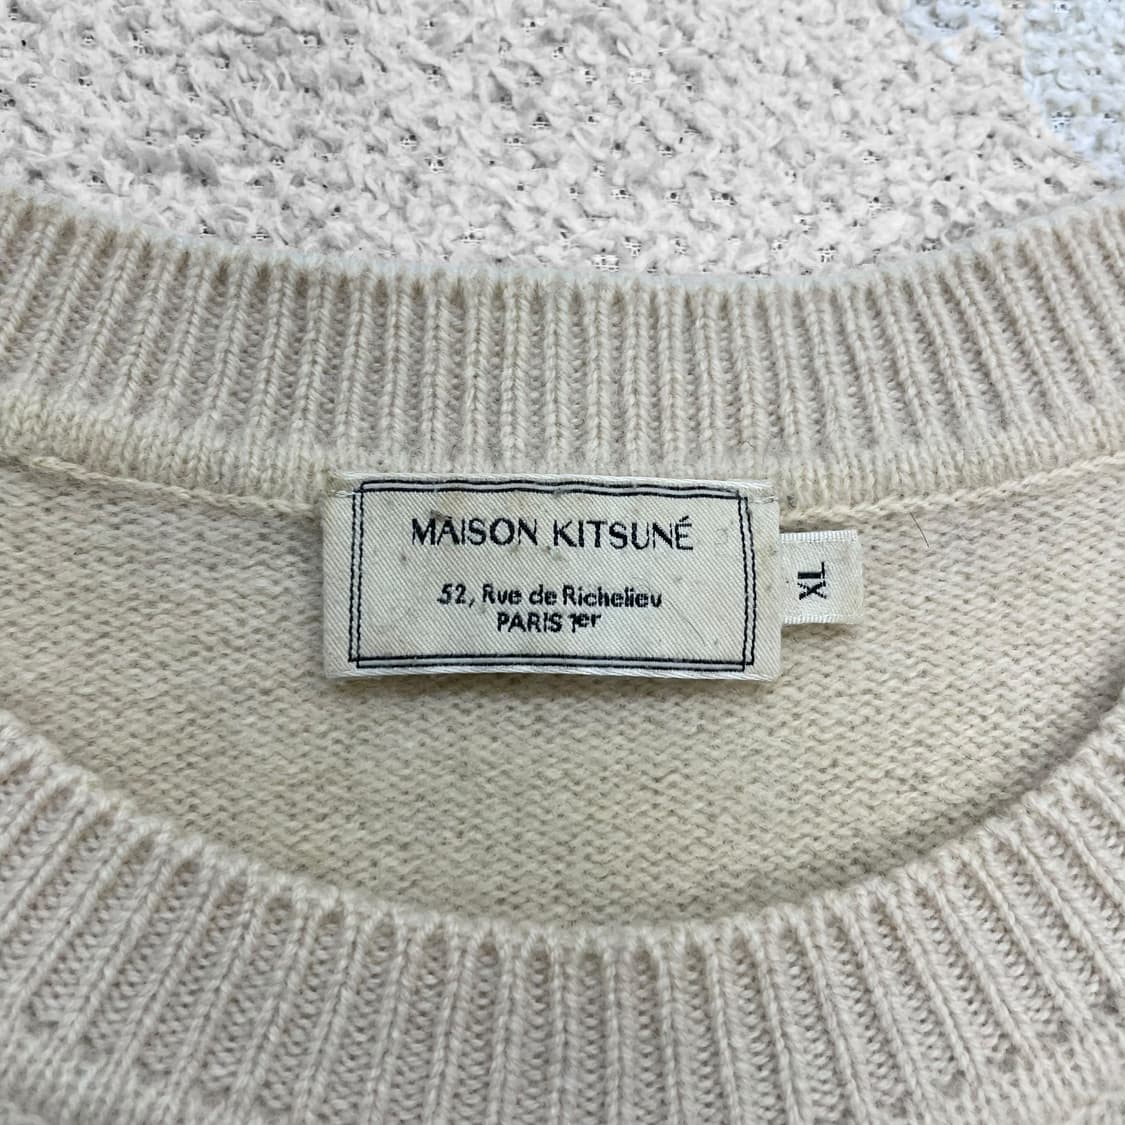 MAISON KITSUNÉ
52, Rue de Richelieu
PARIS 1er
XL